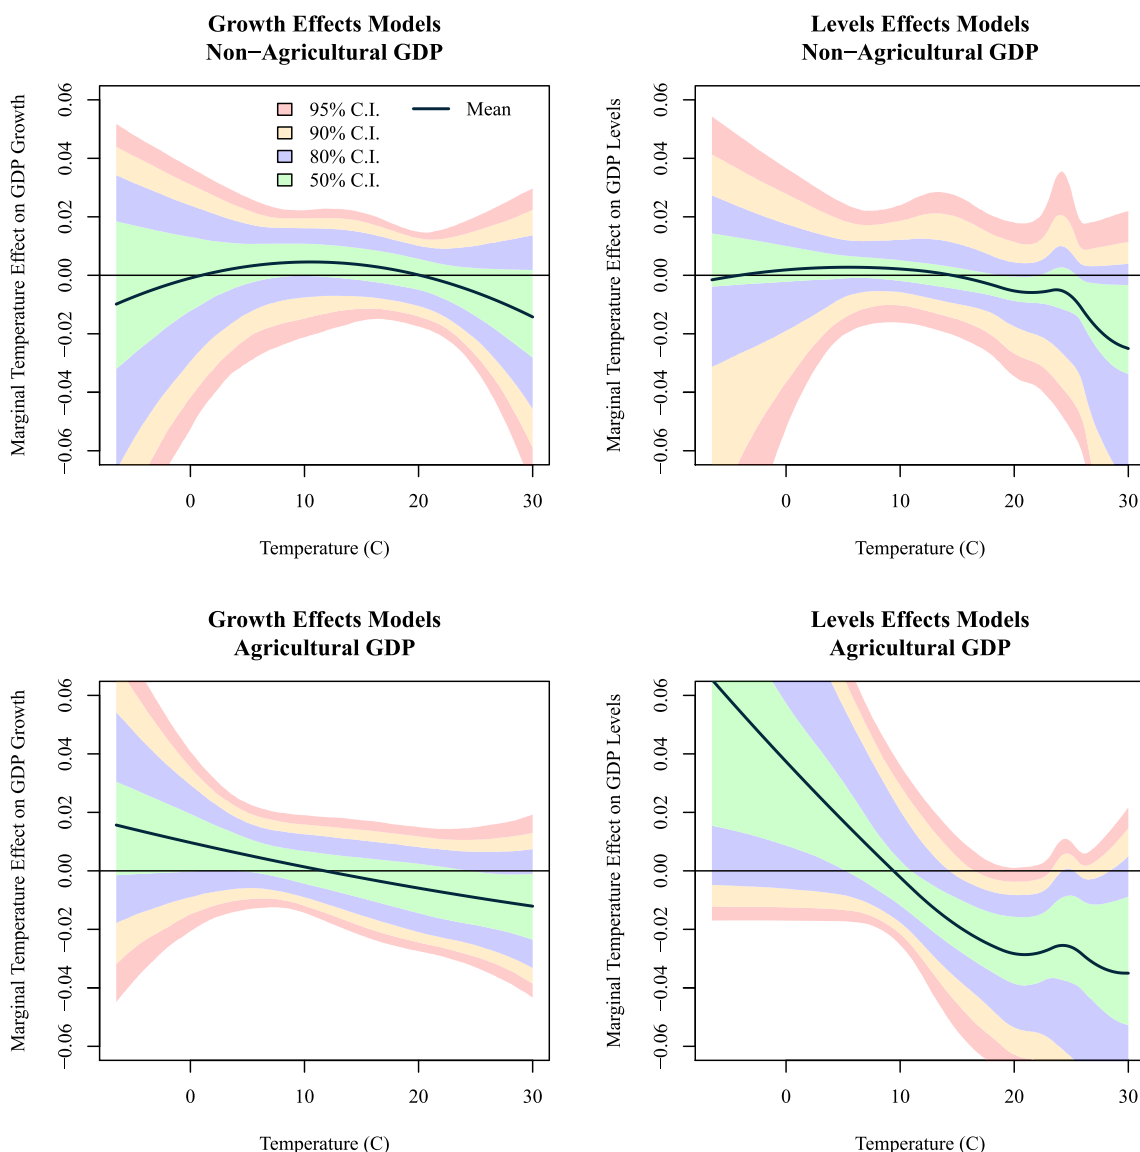 Growth Effects Models
Non−Agricultural GDP
Marginal Temperature Effect on GDP Growth
0.06
0.04
0.02
0.00
−0.02
−0.04
−0.06
95% C.I.
90% C.I.
80% C.I.
50% C.I.
Mean
0 10 20 30
Temperature (C)
Levels Effects Models
Non−Agricultural GDP
Marginal Temperature Effect on GDP Levels
0.06
0.04
0.02
0.00
−0.02
−0.04
−0.06
0 10 20 30
Temperature (C)
Growth Effects Models
Agricultural GDP
Marginal Temperature Effect on GDP Growth
0.06
0.04
0.02
0.00
−0.02
−0.04
−0.06
0 10 20 30
Temperature (C)
Levels Effects Models
Agricultural GDP
Marginal Temperature Effect on GDP Levels
0.06
0.04
0.02
0.00
−0.02
−0.04
−0.06
0 10 20 30
Temperature (C)